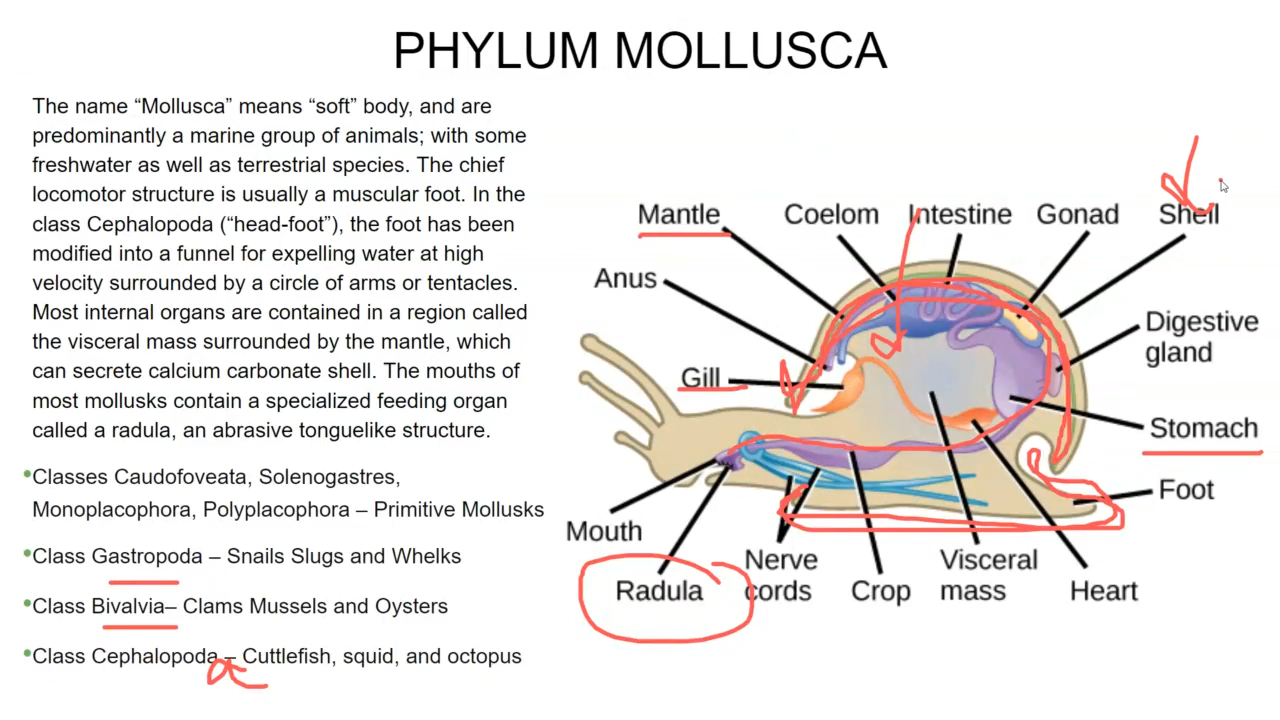 PHYLUM MOLLUSCA
The name “Mollusca” means “soft” body, and are
predominantly a marine group of animals; with some
freshwater as well as terrestrial species. The chief
locomotor structure is usually a muscular foot. In the
class Cephalopoda (“head-foot”), the foot has been
modified into a funnel for expelling water at high
velocity surrounded by a circle of arms or tentacles.
Most internal organs are contained in a region called
the visceral mass surrounded by the mantle, which
can secrete calcium carbonate shell. The mouths of
most mollusks contain a specialized feeding organ
called a radula, an abrasive tonguelike structure.
•Classes Caudofoveata, Solenogastres,
Monoplacophora, Polyplacophora – Primitive Mollusks
•Class Gastropoda – Snails Slugs and Whelks
•Class Bivalvia– Clams Mussels and Oysters
•Class Cephalopoda – Cuttlefish, squid, and octopus
Mantle
Coelom
Intestine
Gonad
Shell
Anus
Digestive
gland
Gill
Stomach
Foot
Mouth
Radula
Nerve
cords
Crop
Visceral
mass
Heart